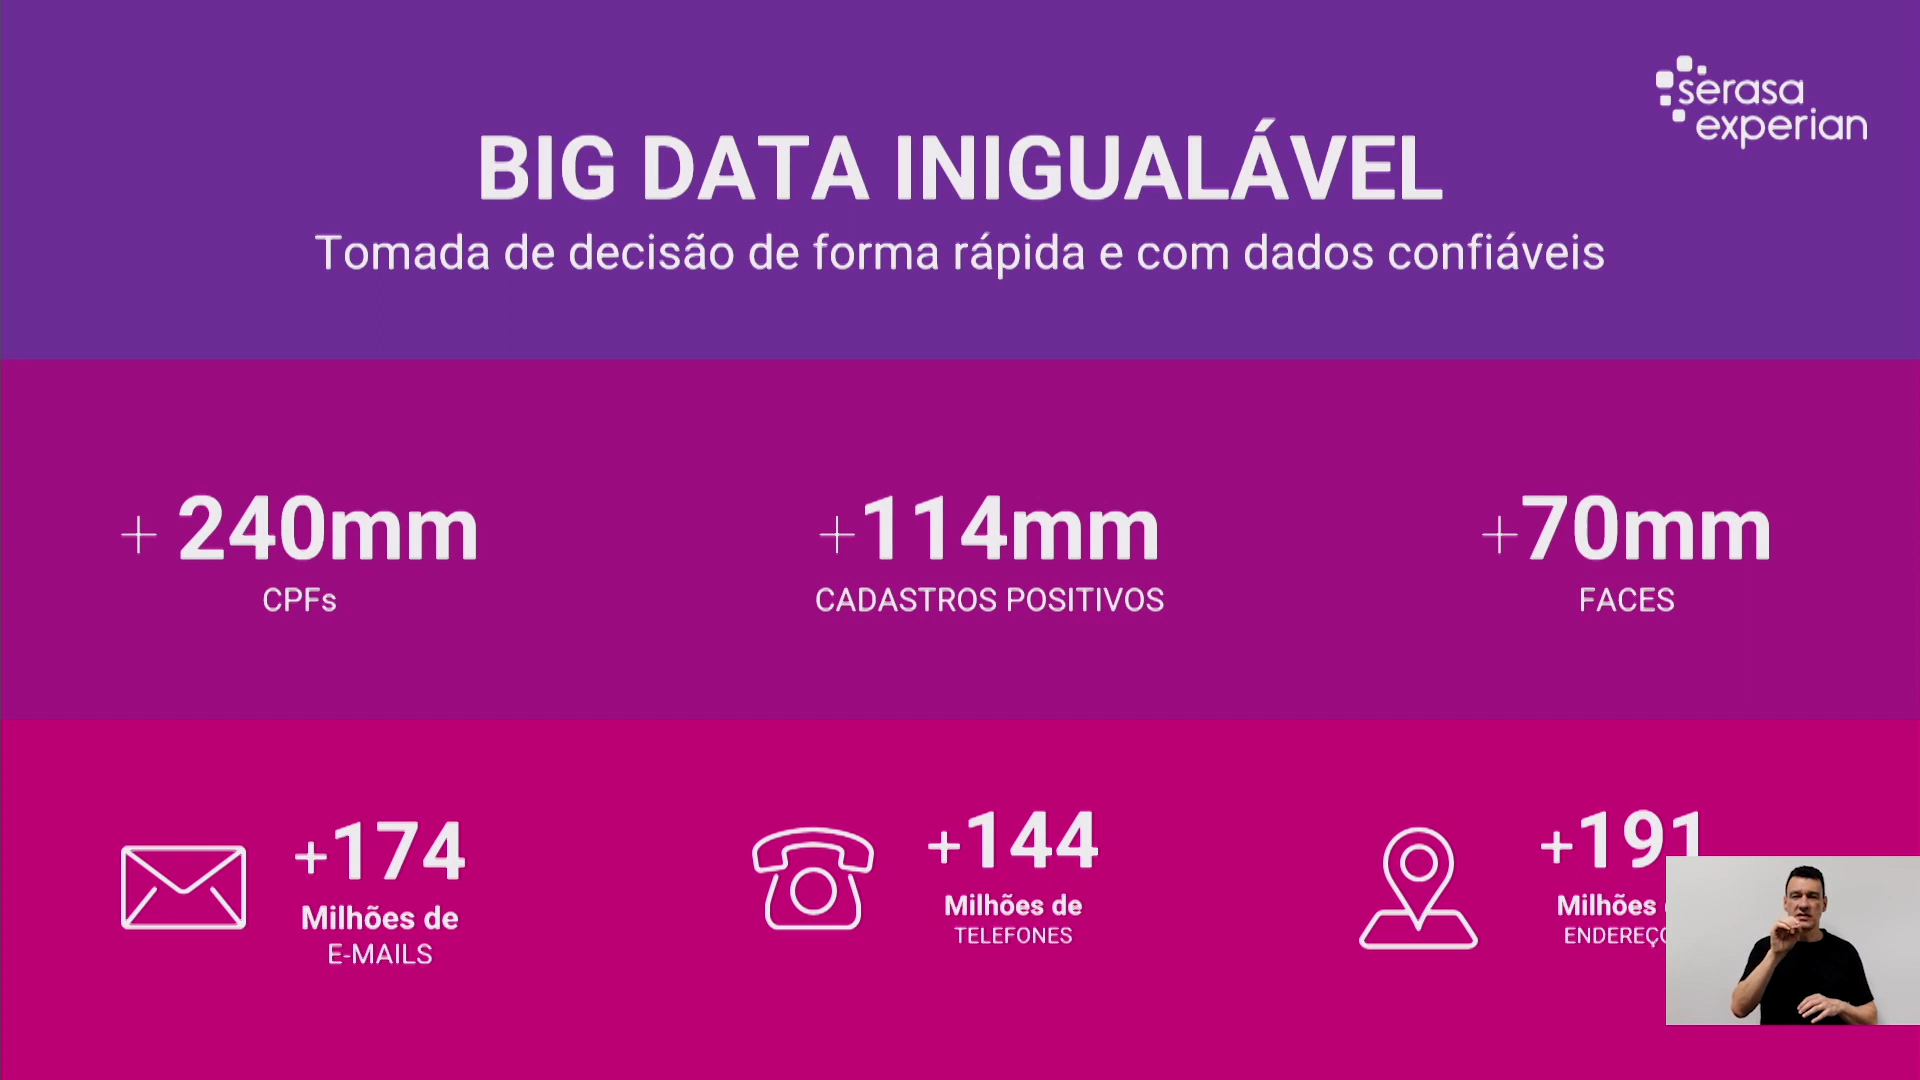 serasa
experian
BIG DATA INIGUALÁVEL
Tomada de decisão de forma rápida e com dados confiáveis
+ 240mm
CPFs
+114mm
CADASTROS POSITIVOS
+70mm
FACES
+174
Milhões de
E-MAILS
+144
Milhões de
TELEFONES
+191
Milhões